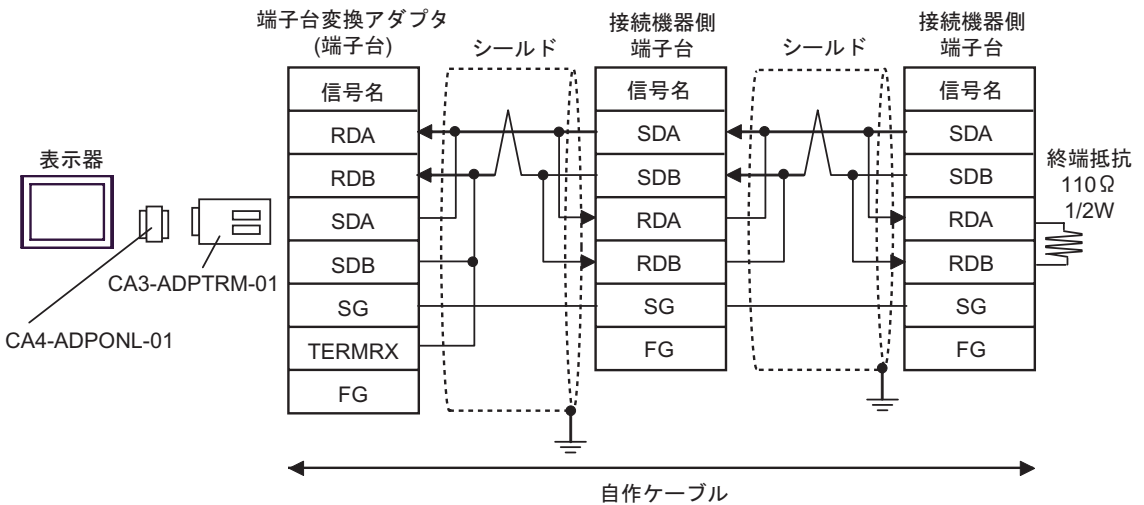 端子台変換アダプタ
(端子台)
シールド
接続機器側
端子台
シールド
接続機器側
端子台
表示器
CA3-ADPTRM-01
CA4-ADPONL-01
信号名
RDA
RDB
SDA
SDB
SG
TERMRX
FG
信号名
SDA
SDB
RDA
RDB
SG
FG
信号名
SDA
SDB
RDA
RDB
SG
FG
終端抵抗
110Ω
1/2W
自作ケーブル